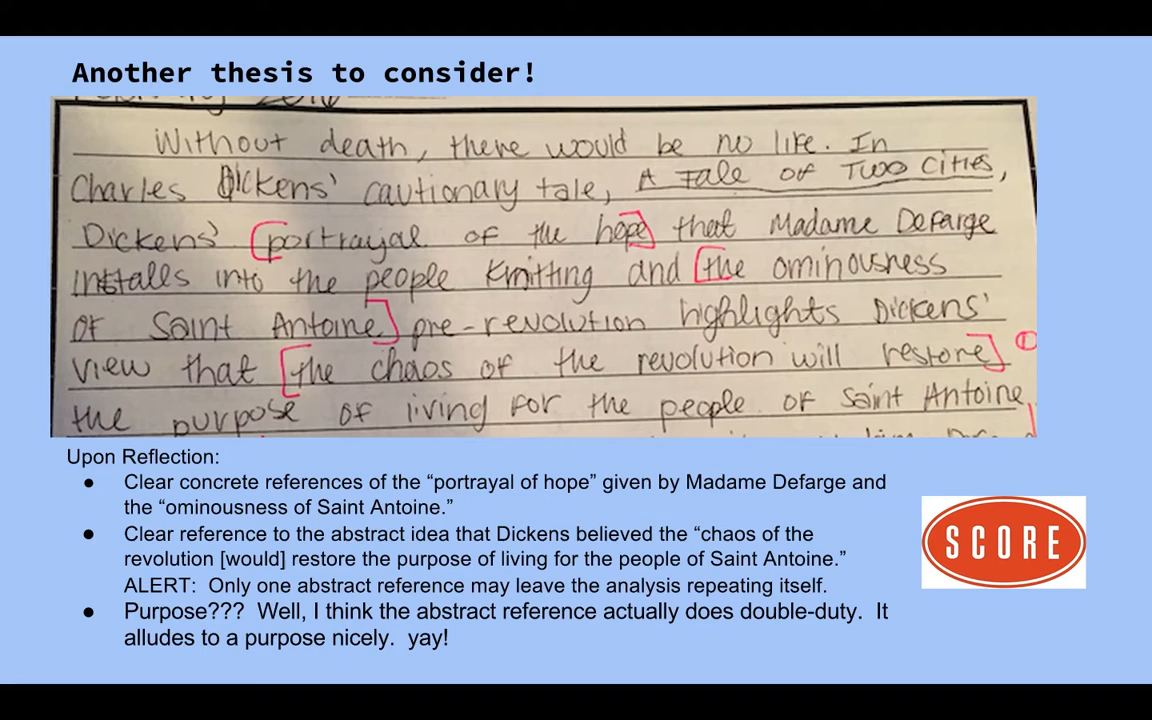 Another thesis to consider!
Without death, there would be no life. In
Charles Dickens' cautionary tale, A Tale of Two Cities,
Dickens' portrayal of the hope that Madame Defarge
installs into the people knitting and the ominousness
of Saint Antoine pre-revolution highlights Dickens'
view that the chaos of the revolution will restore 1
the purpose of living for the people of Saint Antoine
Upon Reflection:
● Clear concrete references of the “portrayal of hope” given by Madame Defarge and
the “ominousness of Saint Antoine.”
● Clear reference to the abstract idea that Dickens believed the “chaos of the
revolution [would] restore the purpose of living for the people of Saint Antoine.”
ALERT:  Only one abstract reference may leave the analysis repeating itself.
● Purpose???  Well, I think the abstract reference actually does double-duty.  It
alludes to a purpose nicely.  yay!
SCORE